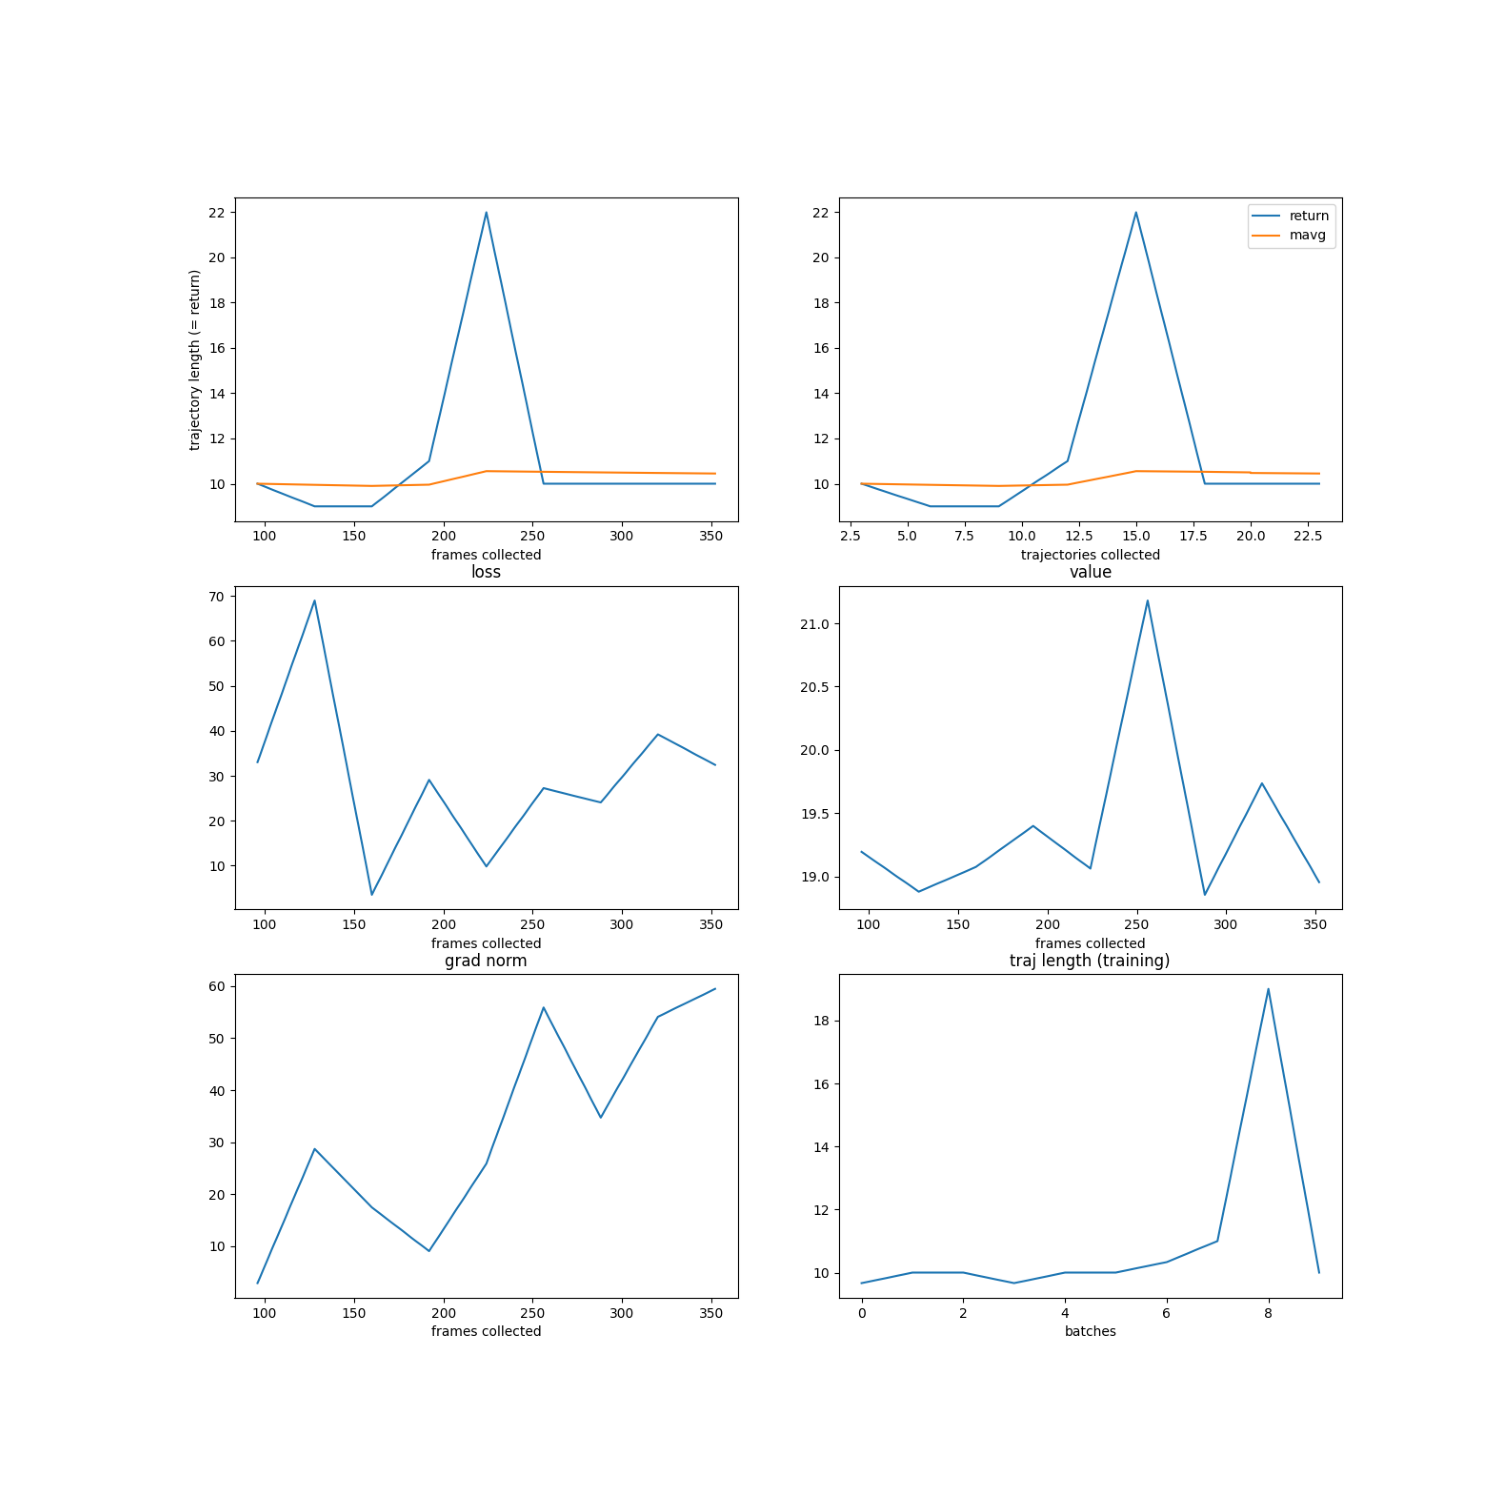 22
20
18
16
14
12
10
trajectory length (= return)
100 150 200 250 300 350
frames collected
22
20
18
16
14
12
10
return
mavg
2.5 5.0 7.5 10.0 12.5 15.0 17.5 20.0 22.5
trajectories collected
loss
70
60
50
40
30
20
10
100 150 200 250 300 350
frames collected
value
21.0
20.5
20.0
19.5
19.0
100 150 200 250 300 350
frames collected
grad norm
60
50
40
30
20
10
100 150 200 250 300 350
frames collected
traj length (training)
18
16
14
12
10
0 2 4 6 8
batches